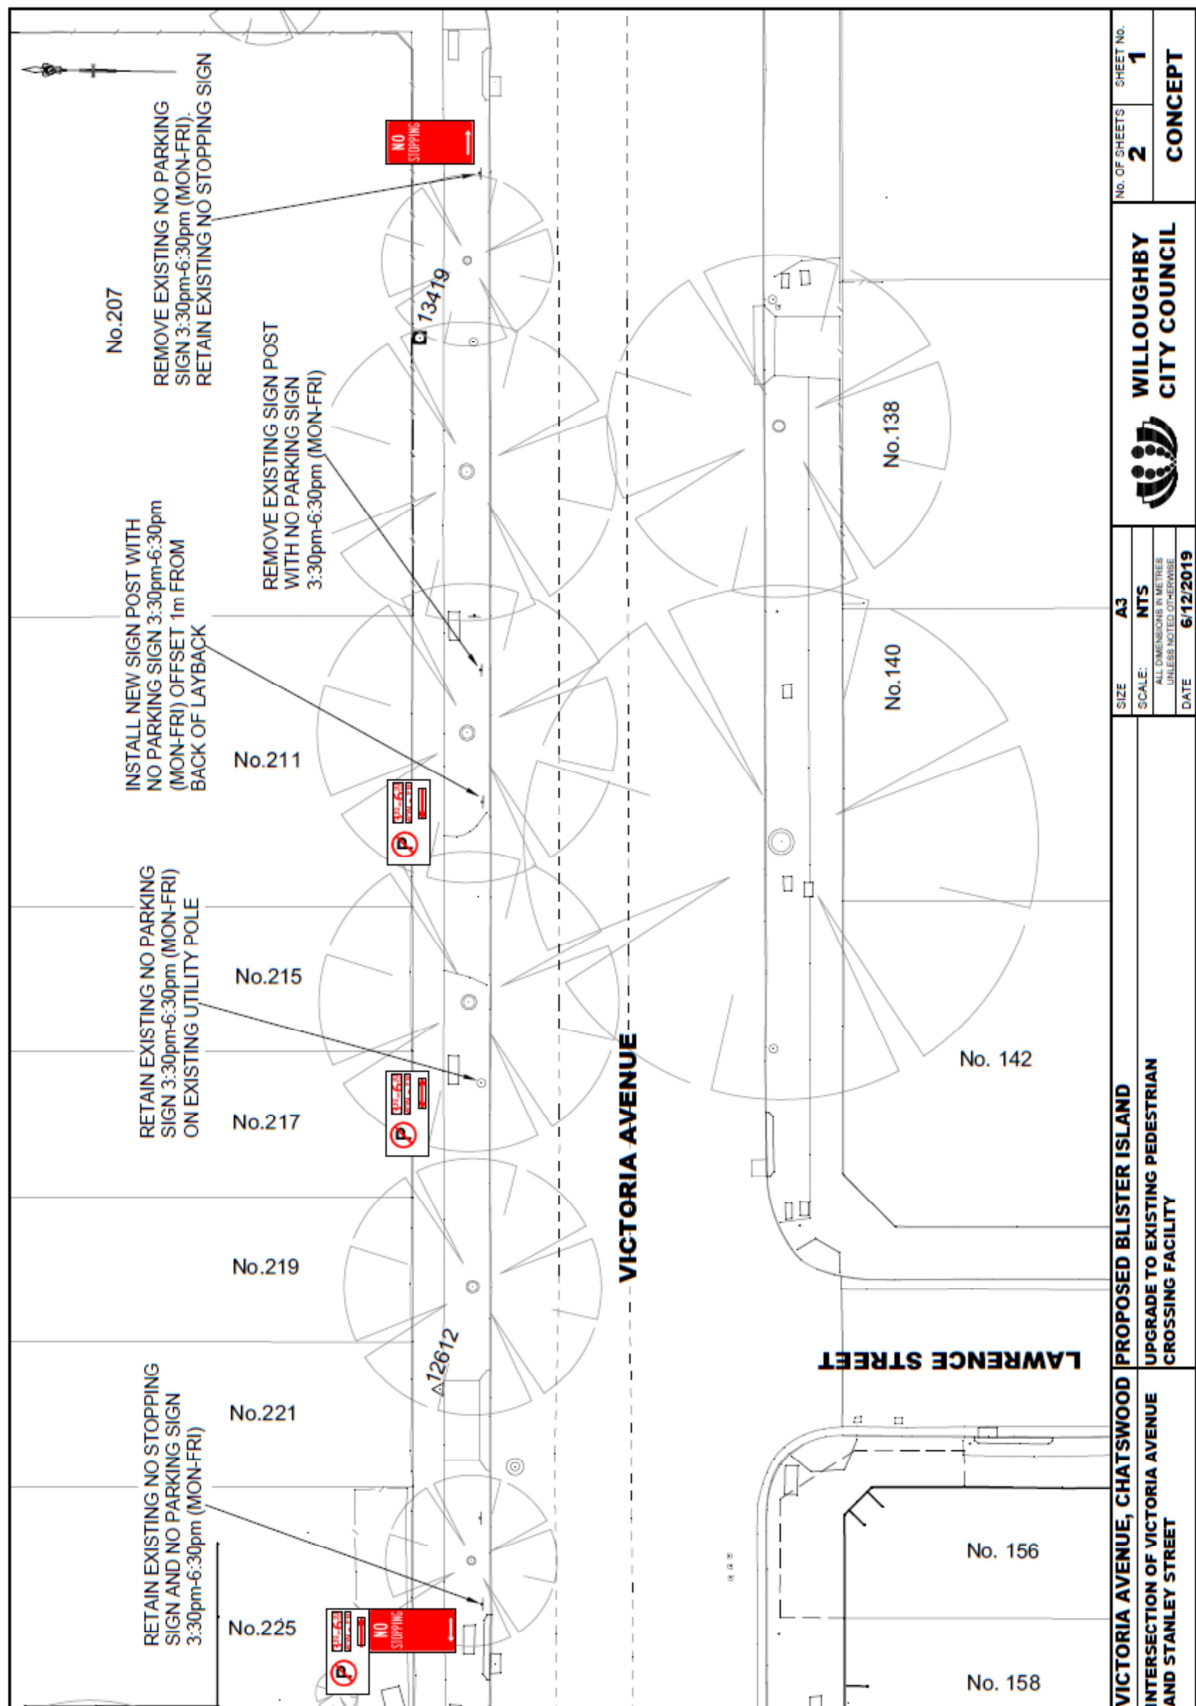 RETAIN EXISTING NO STOPPING
SIGN AND NO PARKING SIGN
3:30pm-6:30pm (MON-FRI)
RETAIN EXISTING NO PARKING
SIGN 3:30pm-6:30pm (MON-FRI)
ON EXISTING UTILITY POLE
INSTALL NEW SIGN POST WITH
NO PARKING SIGN 3:30pm-6:30pm
(MON-FRI) OFFSET 1m FROM
BACK OF LAYBACK
REMOVE EXISTING SIGN POST
WITH NO PARKING SIGN
3:30pm-6:30pm (MON-FRI)
No.207
REMOVE EXISTING NO PARKING
SIGN 3:30pm-6:30pm (MON-FRI).
RETAIN EXISTING NO STOPPING SIGN
No.225
No.221
No.219
No.217
No.215
No.211
P
NO
STOPPING
P
P
NO
STOPPING
12612
13419
VICTORIA AVENUE
LAWRENCE STREET
No. 158
No. 156
No. 142
No.140
No.138
VICTORIA AVENUE, CHATSWOOD
INTERSECTION OF VICTORIA AVENUE
AND STANLEY STREET
PROPOSED BLISTER ISLAND
UPGRADE TO EXISTING PEDESTRIAN
CROSSING FACILITY
SIZE A3
SCALE: NTS
ALL DIMENSIONS IN METRES
UNLESS NOTED OTHERWISE
DATE 6/12/2019
WILLOUGHBY
CITY COUNCIL
No. OF SHEETS
2
SHEET No.
1
CONCEPT